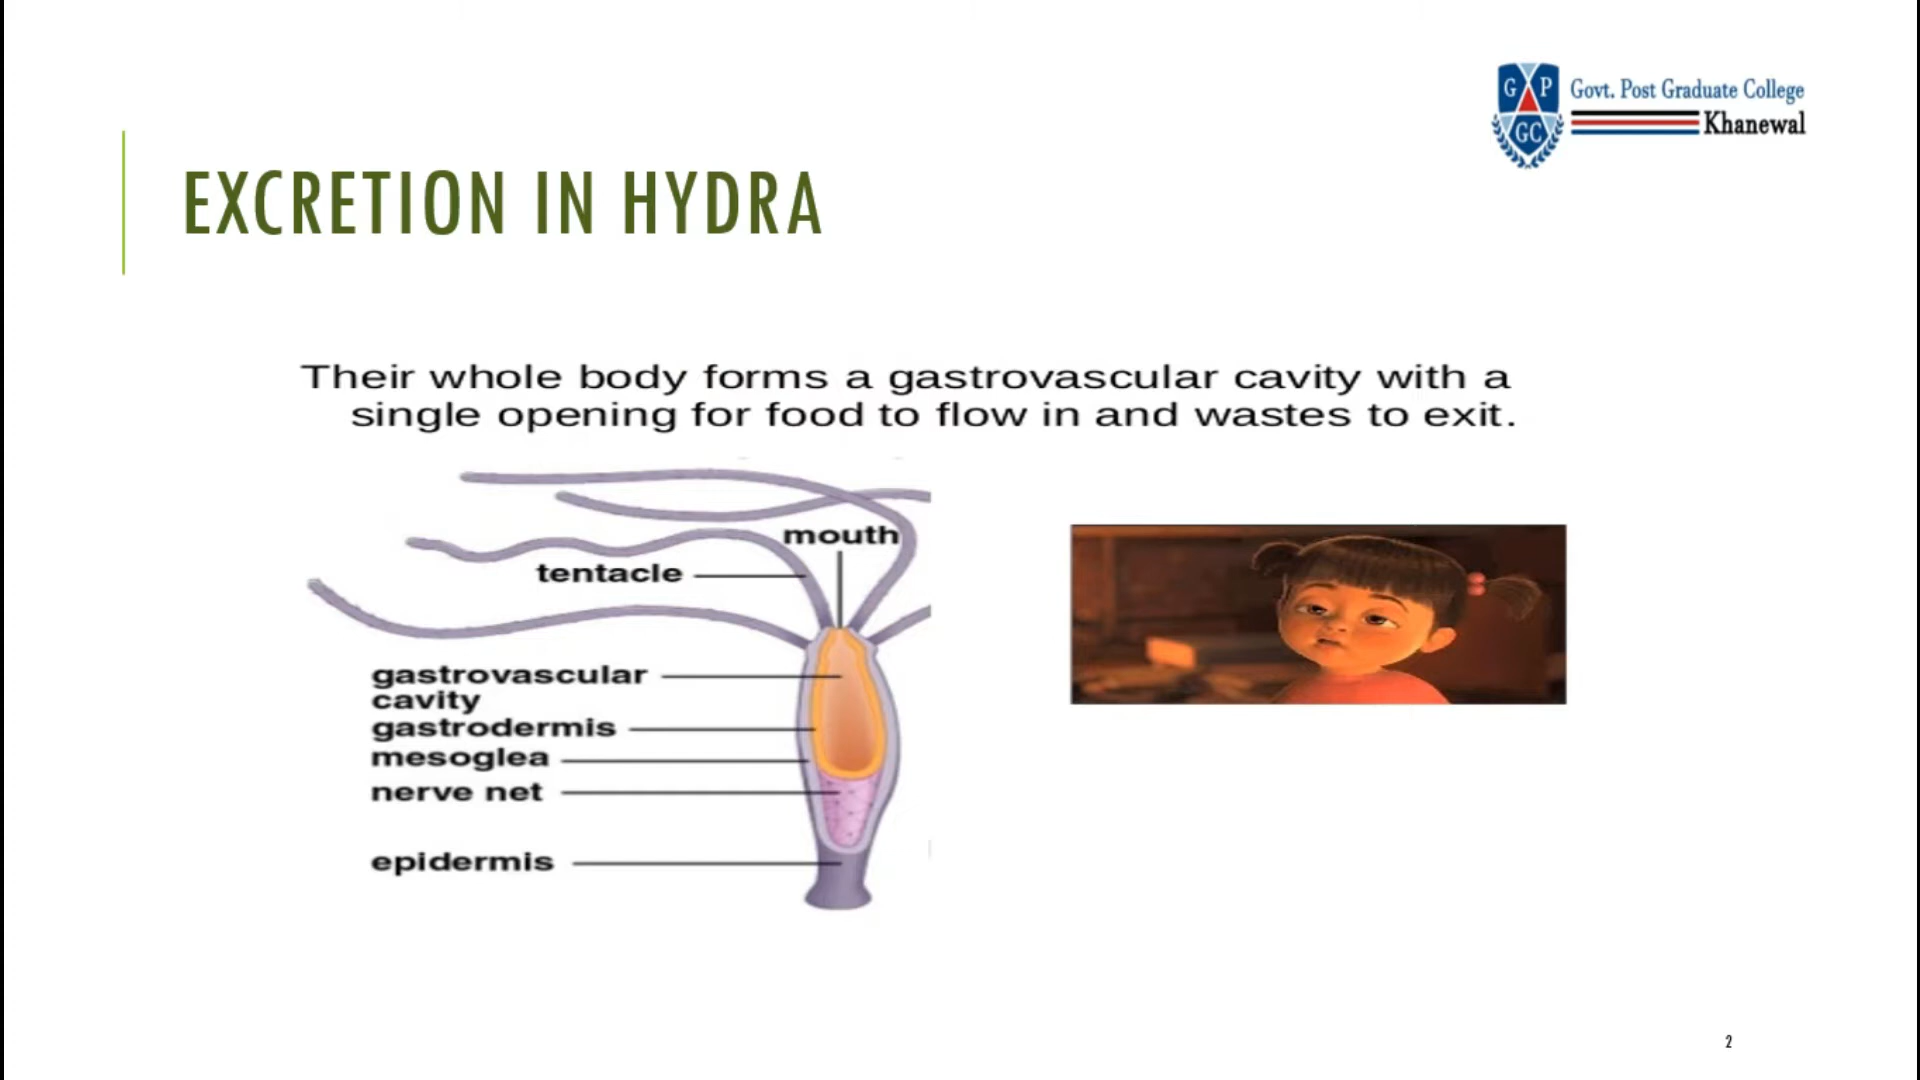 G P
GC
Govt. Post Graduate College
Khanewal
EXCRETION IN HYDRA
Their whole body forms a gastrovascular cavity with a
single opening for food to flow in and wastes to exit.
mouth
tentacle
gastrovascular
cavity
gastrodermis
mesoglea
nerve net
epidermis
2